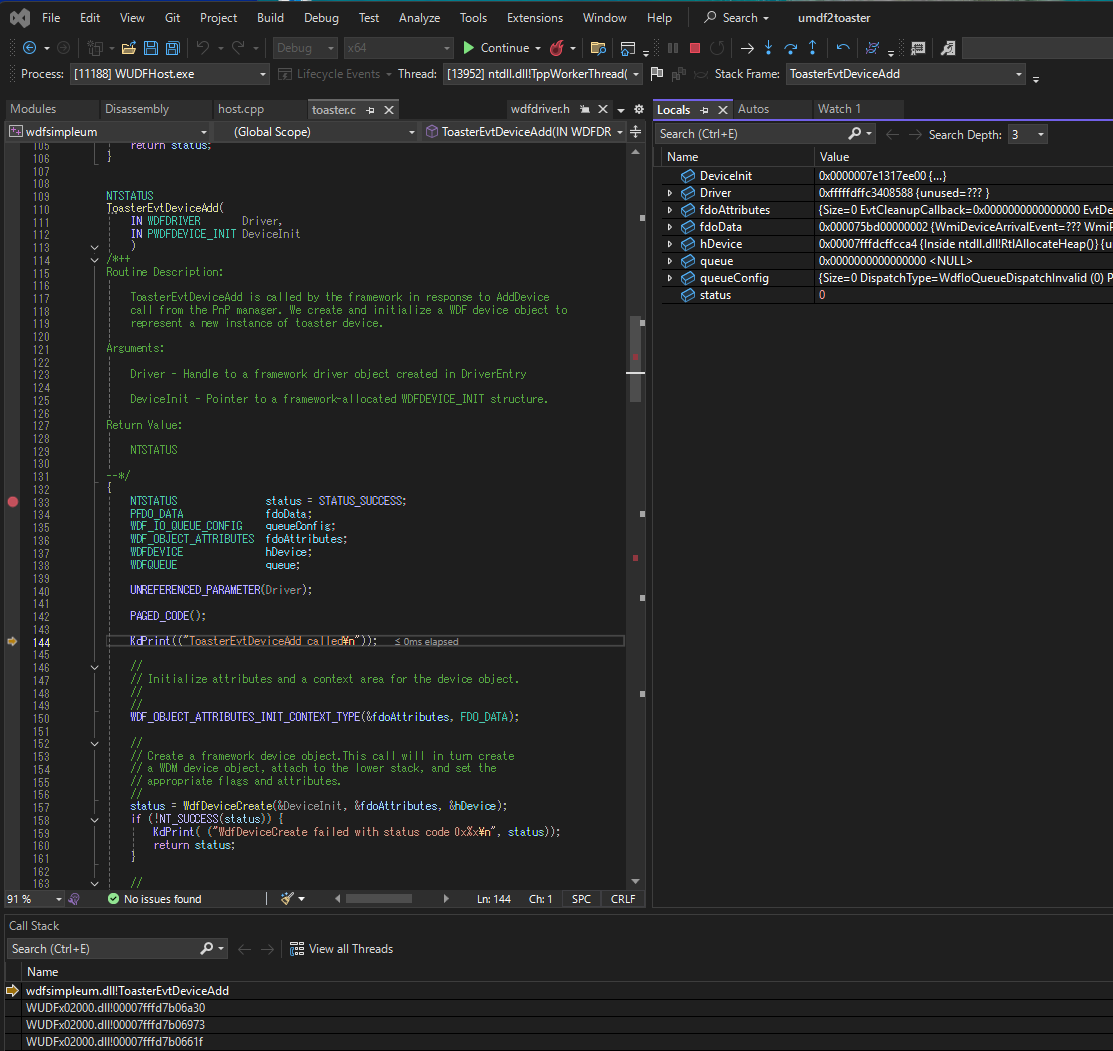 File Edit View Git Project Build Debug Test Analyze Tools Extensions Window Help Search umdf2toaster
Debug x64 Continue
Process: [11188] WUDFHost.exe Lifecycle Events Thread: [13952] ntdll.dll!TppWorkerThread( Stack Frame: ToasterEvtDeviceAdd
Modules Disassembly host.cpp toaster.c wdfdriver.h
wdfsimpleum (Global Scope) ToasterEvtDeviceAdd(IN WDFDR
105 return status;
106 }
107
108
109 NTSTATUS
110 ToasterEvtDeviceAdd(
111 IN WDFDRIVER Driver,
112 IN PWDFDEVICE_INIT DeviceInit
113 )
114 /*++
115 Routine Description:
116
117 ToasterEvtDeviceAdd is called by the framework in response to AddDevice
118 call from the PnP manager. We create and initialize a WDF device object to
119 represent a new instance of toaster device.
120
121 Arguments:
122
123 Driver - Handle to a framework driver object created in DriverEntry
124
125 DeviceInit - Pointer to a framework-allocated WDFDEVICE_INIT structure.
126
127 Return Value:
128
129 NTSTATUS
130
131 --*/
132 {
133 NTSTATUS status = STATUS_SUCCESS;
134 PFDO_DATA fdoData;
135 WDF_IO_QUEUE_CONFIG queueConfig;
136 WDF_OBJECT_ATTRIBUTES fdoAttributes;
137 WDFDEVICE hDevice;
138 WDFQUEUE queue;
139
140 UNREFERENCED_PARAMETER(Driver);
141
142 PAGED_CODE();
143
144 KdPrint(("ToasterEvtDeviceAdd called¥n")); ≤ 0ms elapsed
145
146 //
147 // Initialize attributes and a context area for the device object.
148 //
149 //
150 WDF_OBJECT_ATTRIBUTES_INIT_CONTEXT_TYPE(&fdoAttributes, FDO_DATA);
151
152 //
153 // Create a framework device object.This call will in turn create
154 // a WDM device object, attach to the lower stack, and set the
155 // appropriate flags and attributes.
156 //
157 status = WdfDeviceCreate(&DeviceInit, &fdoAttributes, &hDevice);
158 if (!NT_SUCCESS(status)) {
159 KdPrint( ("WdfDeviceCreate failed with status code 0x%x¥n", status));
160 return status;
161 }
162
163 //
91 % No issues found Ln: 144 Ch: 1 SPC CRLF
Locals Autos Watch 1
Search (Ctrl+E) Search Depth: 3
Name Value
DeviceInit 0x0000007e1317ee00 {...}
Driver 0xfffffdffc3408588 {unused=??? }
fdoAttributes {Size=0 EvtCleanupCallback=0x0000000000000000 EvtDe
fdoData 0x000075bd00000002 {WmiDeviceArrivalEvent=??? WmiP
hDevice 0x00007fffdcffcca4 {Inside ntdll.dll!RtlAllocateHeap()} {u
queue 0x0000000000000000 <NULL>
queueConfig {Size=0 DispatchType=WdfIoQueueDispatchInvalid (0) P
status 0
Call Stack
Search (Ctrl+E) View all Threads
Name
wdfsimpleum.dll!ToasterEvtDeviceAdd
WUDFx02000.dll!00007fffd7b06a30
WUDFx02000.dll!00007fffd7b06973
WUDFx02000.dll!00007fffd7b0661f